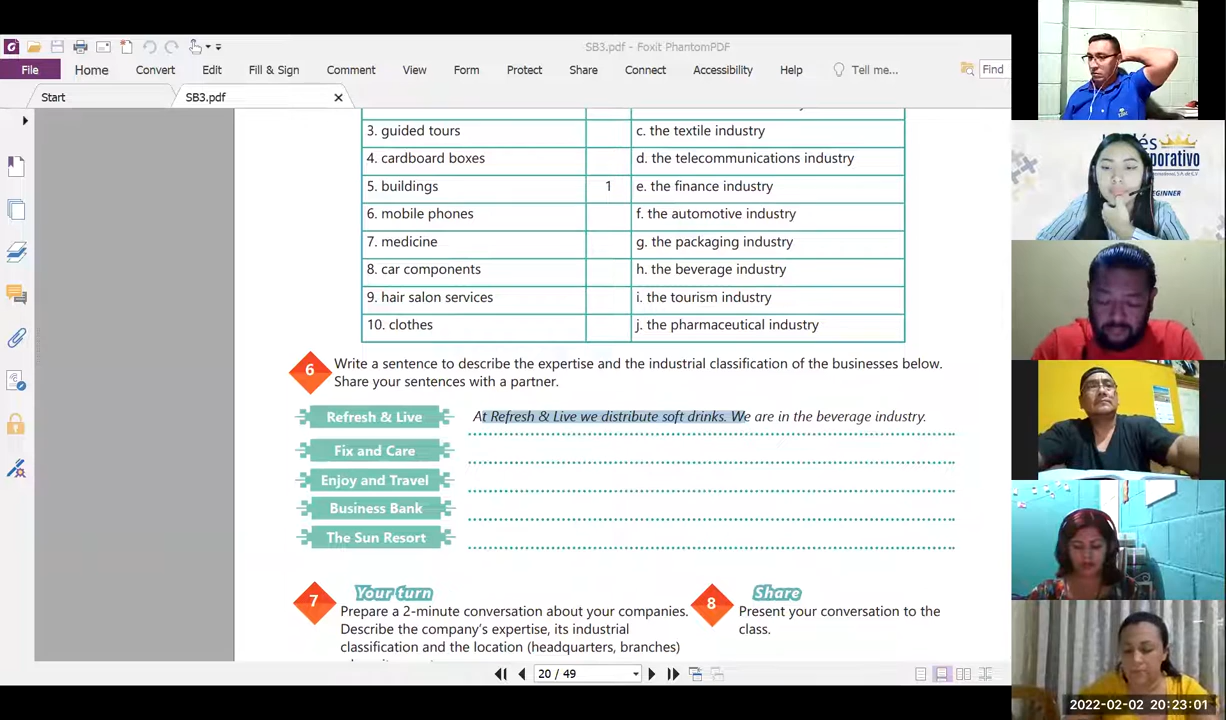 SB3.pdf - Foxit PhantomPDF
File Home Convert Edit Fill & Sign Comment View Form Protect Share Connect Accessibility Help Tell me... Find
Start SB3.pdf
3. guided tours c. the textile industry
4. cardboard boxes d. the telecommunications industry
5. buildings 1 e. the finance industry
6. mobile phones f. the automotive industry
7. medicine g. the packaging industry
8. car components h. the beverage industry
9. hair salon services i. the tourism industry
10. clothes j. the pharmaceutical industry
6 Write a sentence to describe the expertise and the industrial classification of the businesses below.
Share your sentences with a partner.
Refresh & Live At Refresh & Live we distribute soft drinks. We are in the beverage industry.
Fix and Care
Enjoy and Travel
Business Bank
The Sun Resort
7 Your turn
Prepare a 2-minute conversation about your companies.
Describe the company's expertise, its industrial
classification and the location (headquarters, branches)
8 Share
Present your conversation to the
class.
20 / 49
2022-02-02 20:23:01